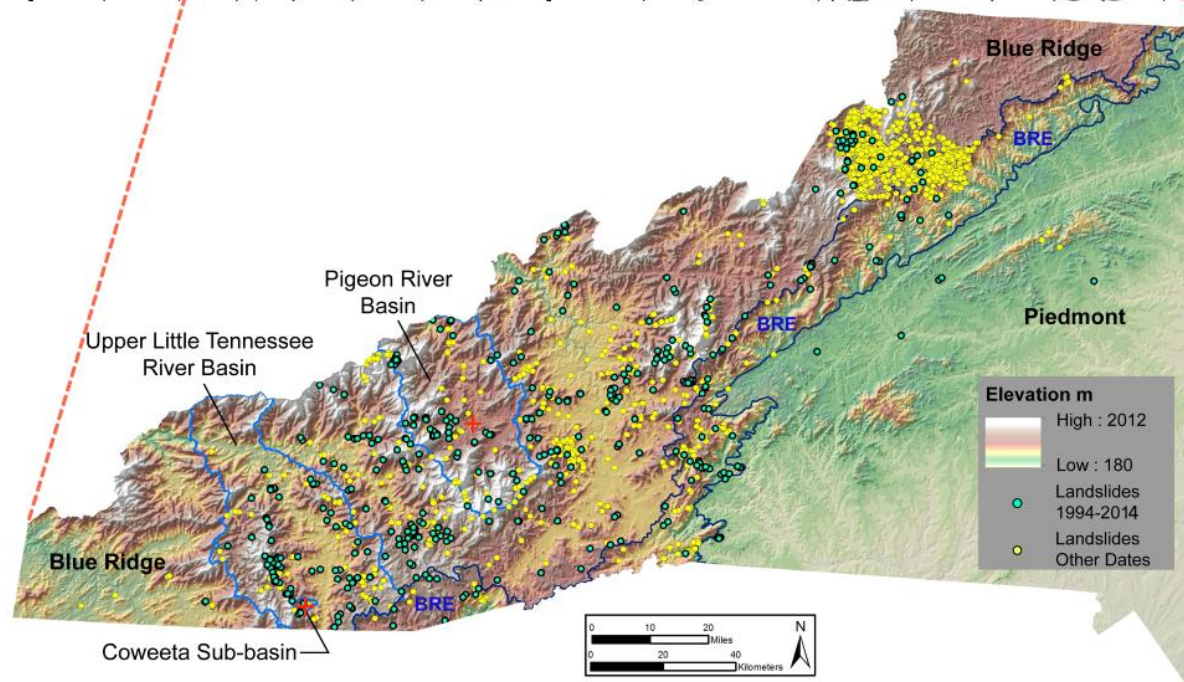 Blue Ridge
BRE
Pigeon River
Basin
Upper Little Tennessee
River Basin
BRE
Piedmont
Elevation m
High : 2012
Low : 180
Landslides
1994-2014
Landslides
Other Dates
Blue Ridge
BRE
Coweeta Sub-basin
0 10 20
Miles
0 20 40
Kilometers
N